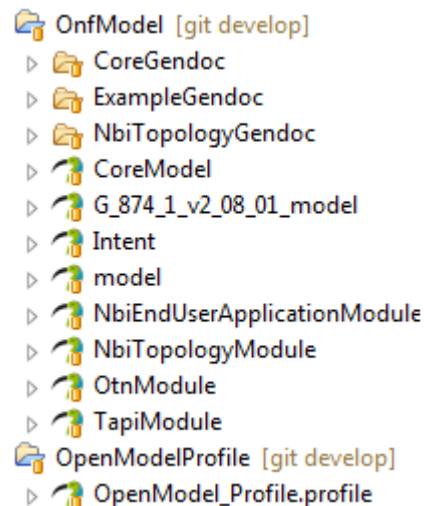 OnfModel [git develop]
CoreGendoc
ExampleGendoc
NbiTopologyGendoc
CoreModel
G_874_1_v2_08_01_model
Intent
model
NbiEndUserApplicationModule
NbiTopologyModule
OtnModule
TapiModule
OpenModelProfile [git develop]
OpenModel_Profile.profile